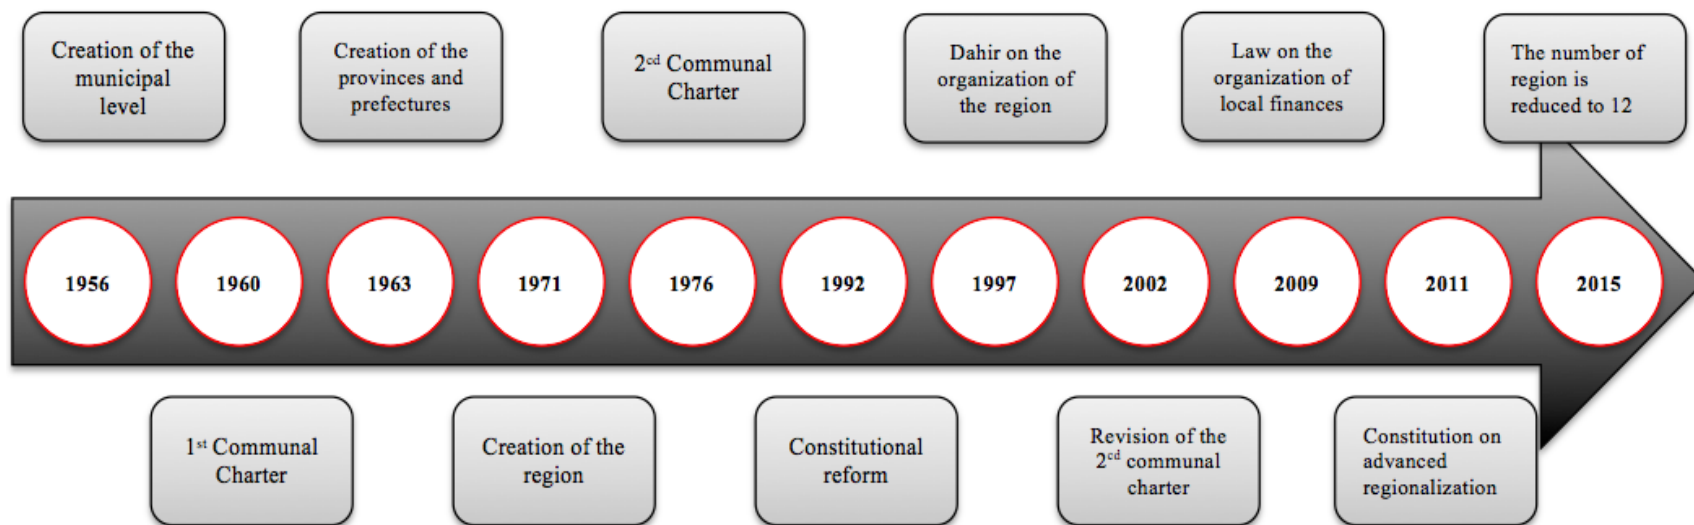 Creation of the
municipal
level
Creation of the
provinces and
prefectures
2cd Communal
Charter
Dahir on the
organization of
the region
Law on the
organization of
local finances
The number of
region is
reduced to 12
1956
1960
1963
1971
1976
1992
1997
2002
2009
2011
2015
1st Communal
Charter
Creation of the
region
Constitutional
reform
Revision of the
2cd communal
charter
Constitution on
advanced
regionalization